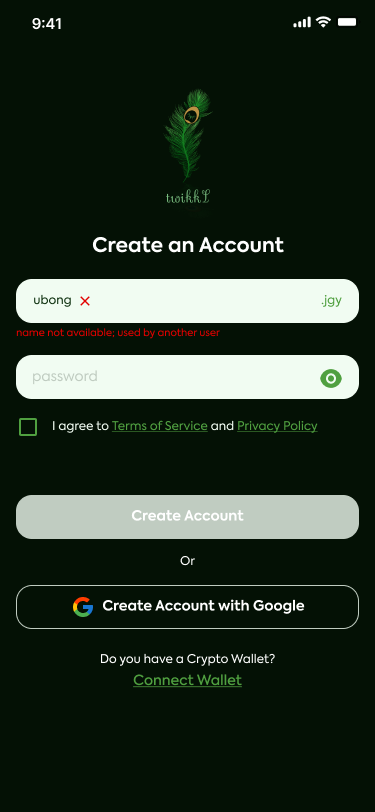 9:41
twikkL
Create an Account
ubong .jgy
name not available; used by another user
password
I agree to Terms of Service and Privacy Policy
Create Account
Or
Create Account with Google
Do you have a Crypto Wallet?
Connect Wallet